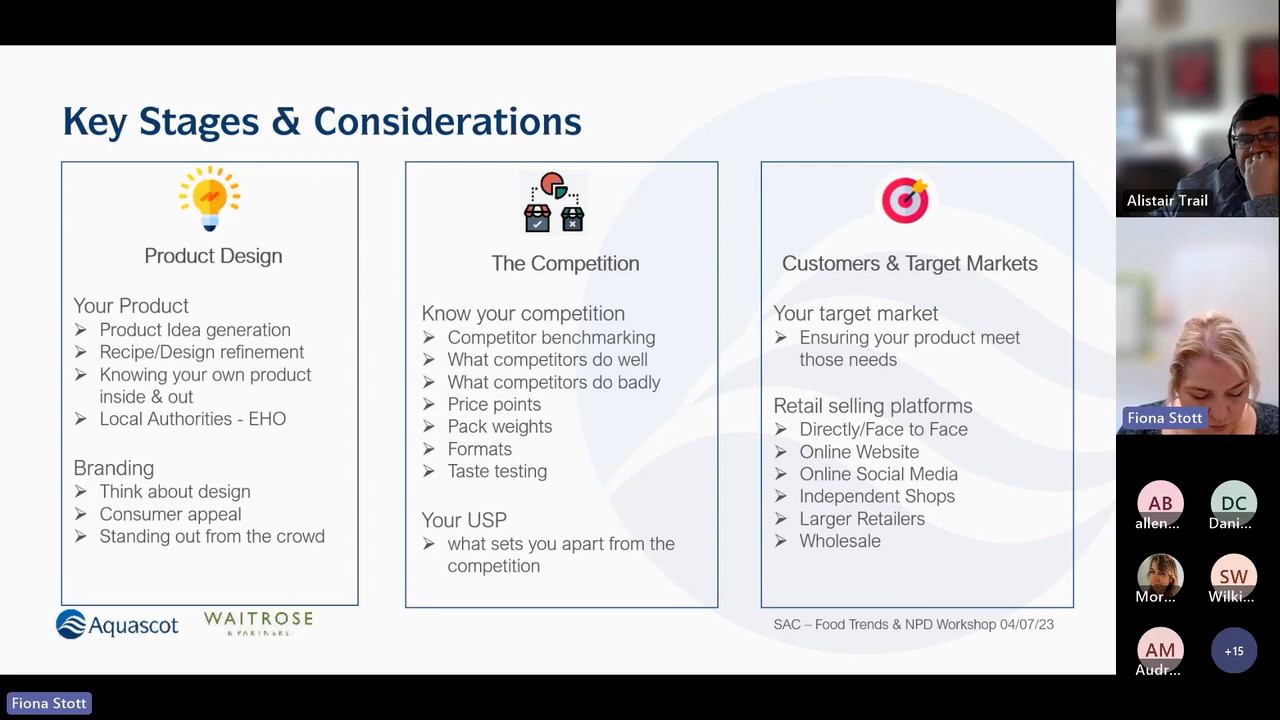 Key Stages & Considerations
Product Design
Your Product
➢ Product Idea generation
➢ Recipe/Design refinement
➢ Knowing your own product
inside & out
➢ Local Authorities - EHO
Branding
➢ Think about design
➢ Consumer appeal
➢ Standing out from the crowd
The Competition
Know your competition
➢ Competitor benchmarking
➢ What competitors do well
➢ What competitors do badly
➢ Price points
➢ Pack weights
➢ Formats
➢ Taste testing
Your USP
➢ what sets you apart from the
competition
Customers & Target Markets
Your target market
➢ Ensuring your product meet
those needs
Retail selling platforms
➢ Directly/Face to Face
➢ Online Website
➢ Online Social Media
➢ Independent Shops
➢ Larger Retailers
➢ Wholesale
Aquascot
WAITROSE
& PARTNERS
SAC – Food Trends & NPD Workshop 04/07/23
Fiona Stott
Alistair Trail
Fiona Stott
AB
allen...
DC
Dani...
Mor...
SW
Wilki...
AM
Audr...
+15